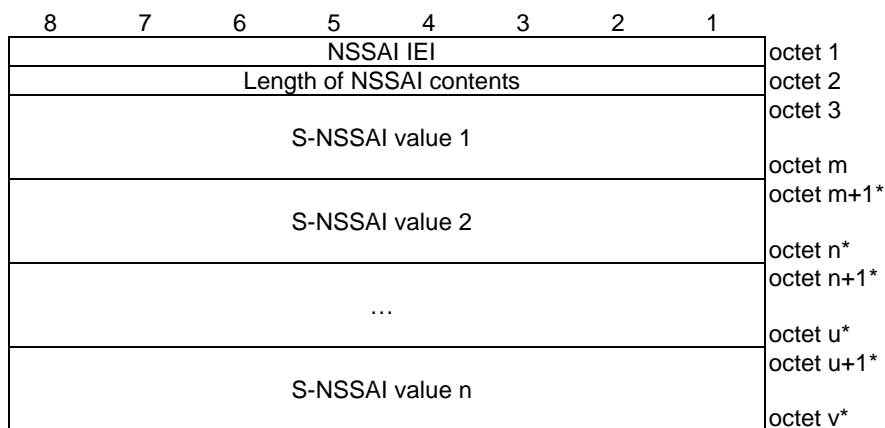 8 7 6 5 4 3 2 1
NSSAI IEI octet 1
Length of NSSAI contents octet 2
octet 3
S-NSSAI value 1
octet m
octet m+1*
S-NSSAI value 2
octet n*
octet n+1*
…
octet u*
octet u+1*
S-NSSAI value n
octet v*